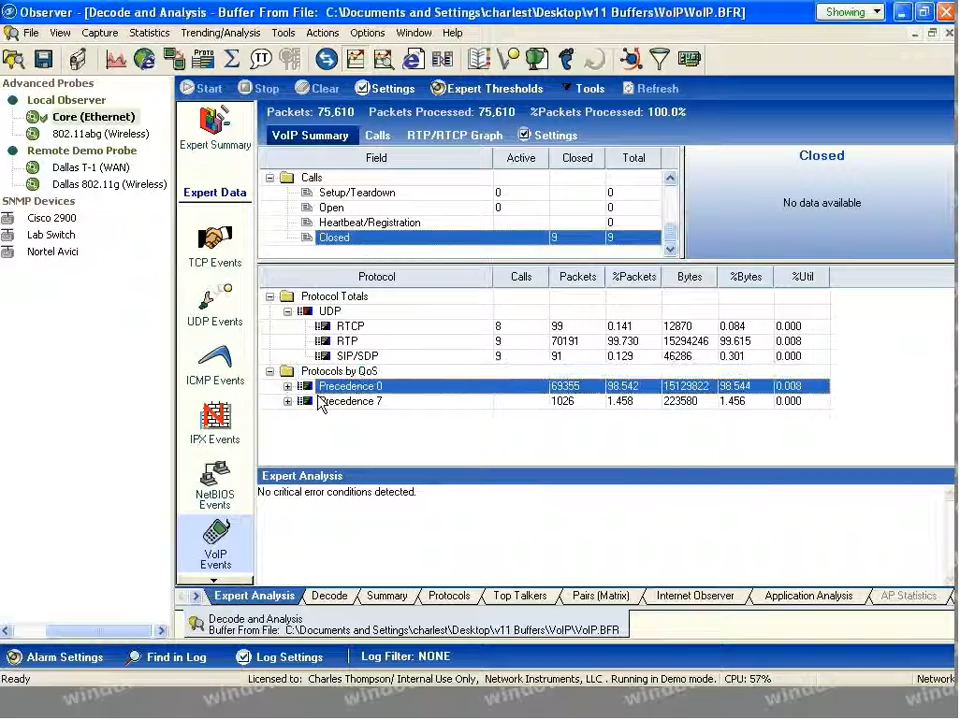 Observer - [Decode and Analysis - Buffer From File: C:\Documents and Settings\charlest\Desktop\v11 Buffers\VoIP\VoIP.BFR]
Showing
File View Capture Statistics Trending/Analysis Tools Actions Options Window Help
Advanced Probes
Local Observer
Core (Ethernet)
802.11abg (Wireless)
Remote Demo Probe
Dallas T-1 (WAN)
Dallas 802.11g (Wireless)
SNMP Devices
Cisco 2900
Lab Switch
Nortel Avici
Start Stop Clear Settings Expert Thresholds Tools Refresh
Expert Summary
Expert Data
TCP Events
UDP Events
ICMP Events
IPX Events
NetBIOS Events
VoIP Events
Packets: 75,610 Packets Processed: 75,610 %Packets Processed: 100.0%
VoIP Summary Calls RTP/RTCP Graph Settings
Field Active Closed Total
Calls
Setup/Teardown 0 0
Open 0 0
Heartbeat/Registration 0
Closed 9 9
Closed
No data available
Protocol Calls Packets %Packets Bytes %Bytes %Util
Protocol Totals
UDP
RTCP 8 99 0.141 12870 0.084 0.000
RTP 9 70191 99.730 15294246 99.615 0.008
SIP/SDP 9 91 0.129 46286 0.301 0.000
Protocols by QoS
Precedence 0 69355 98.542 15129822 98.544 0.008
Precedence 7 1026 1.458 223580 1.456 0.000
Expert Analysis
No critical error conditions detected.
Expert Analysis Decode Summary Protocols Top Talkers Pairs (Matrix) Internet Observer Application Analysis AP Statistics
Decode and Analysis
Buffer From File: C:\Documents and Settings\charlest\Desktop\v11 Buffers\VoIP\VoIP.BFR
Alarm Settings Find in Log Log Settings Log Filter: NONE
Ready Licensed to: Charles Thompson/ Internal Use Only, Network Instruments, LLC . Running in Demo mode. CPU: 57% Network